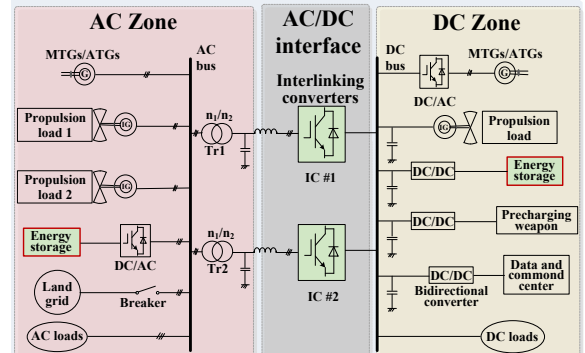 AC Zone
AC/DC
interface
DC Zone
MTGs/ATGs
G
AC
bus
Propulsion
load 1
IG
n1/n2
Tr1
Propulsion
load 2
IG
Energy
storage
DC/AC
n1/n2
Tr2
Land
grid
Breaker
AC loads
Interlinking
converters
IC #1
IC #2
DC
bus
DC/AC
MTGs/ATGs
G
IG
Propulsion
load
DC/DC
Energy
storage
DC/DC
Precharging
weapon
DC/DC
Bidirectional
converter
Data and
commond
center
DC loads